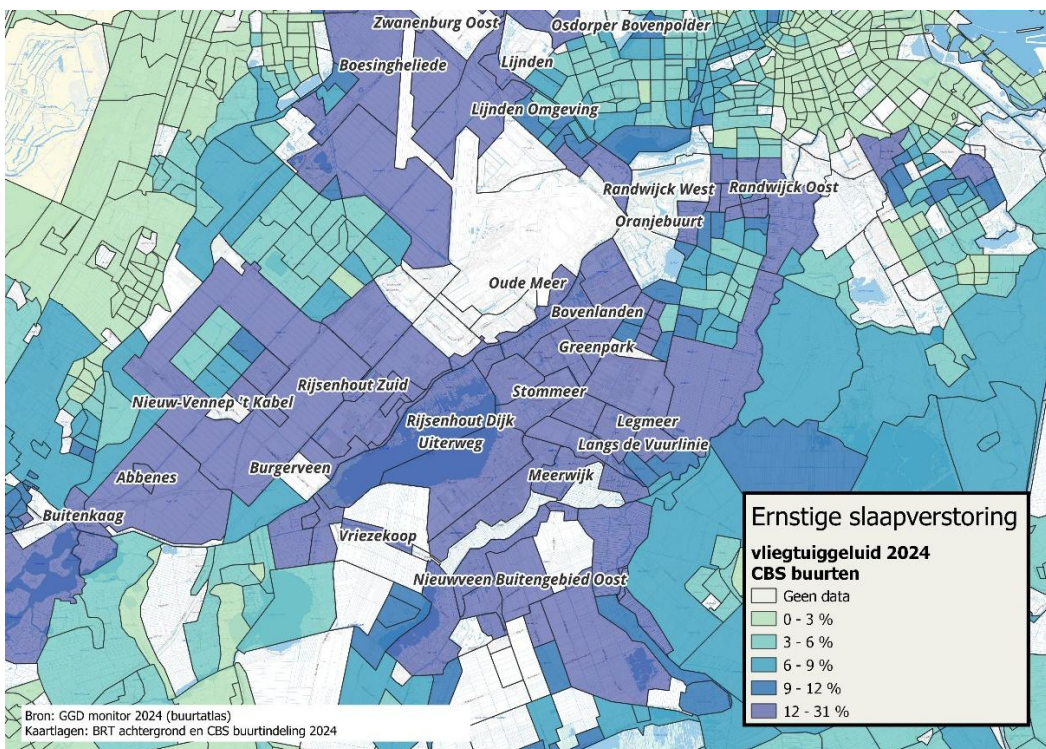 Zwanenburg Oost
Osdorper Bovenpolder
Boesingheliede
Lijnden
Lijnden Omgeving
Randwijck West
Randwijck Oost
Oranjebuurt
Oude Meer
Bovenlanden
Greenpark
Rijsenhout Zuid
Stommeer
Nieuw-Vennep 't Kabel
Rijsenhout Dijk
Legmeer
Uiterweg
Langs de Vuurlinie
Burgerveen
Abbenes
Meerwijk
Buitenkaag
Vriezekoop
Nieuwveen Buitengebied Oost
Ernstige slaapverstoring
vliegtuiggeluid 2024
CBS buurten
Geen data
0 - 3 %
3 - 6 %
6 - 9 %
9 - 12 %
12 - 31 %
Bron: GGD monitor 2024 (buurtatlas)
Kaartlagen: BRT achtergrond en CBS buurtindeling 2024